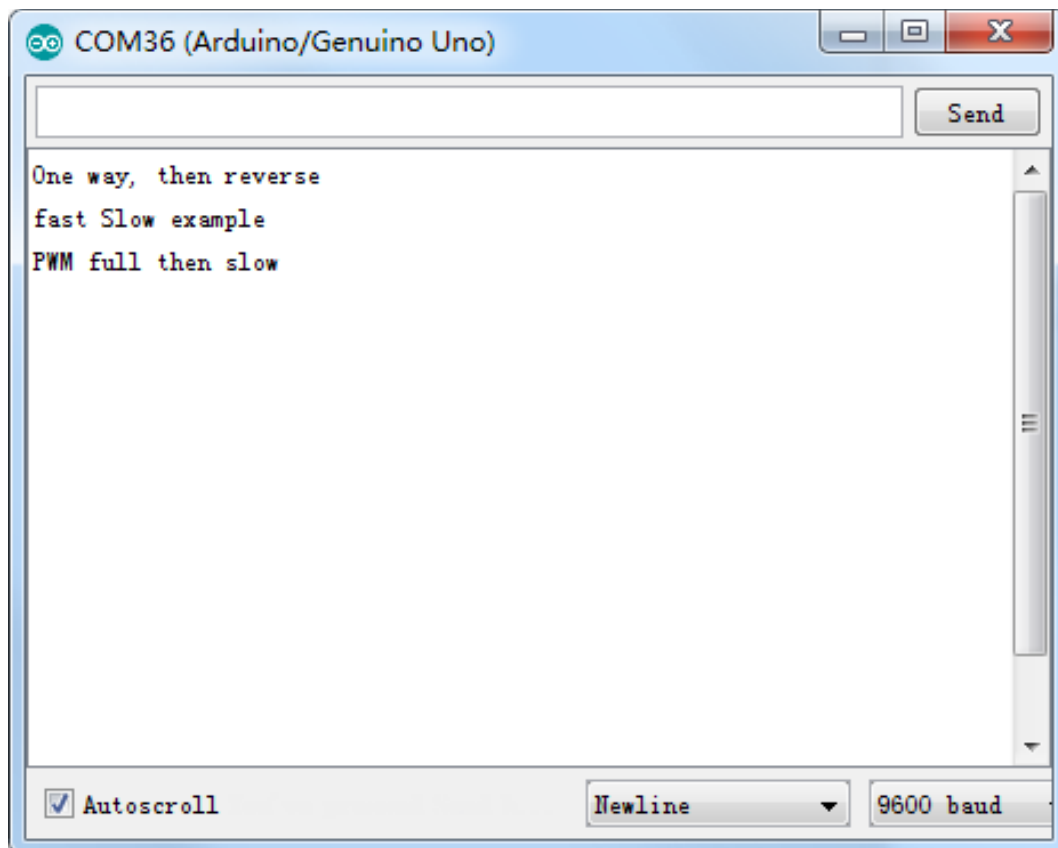 COM36 (Arduino/Genuino Uno)
Send
One way, then reverse
fast Slow example
PWM full then slow
Autoscroll
Newline
9600 baud